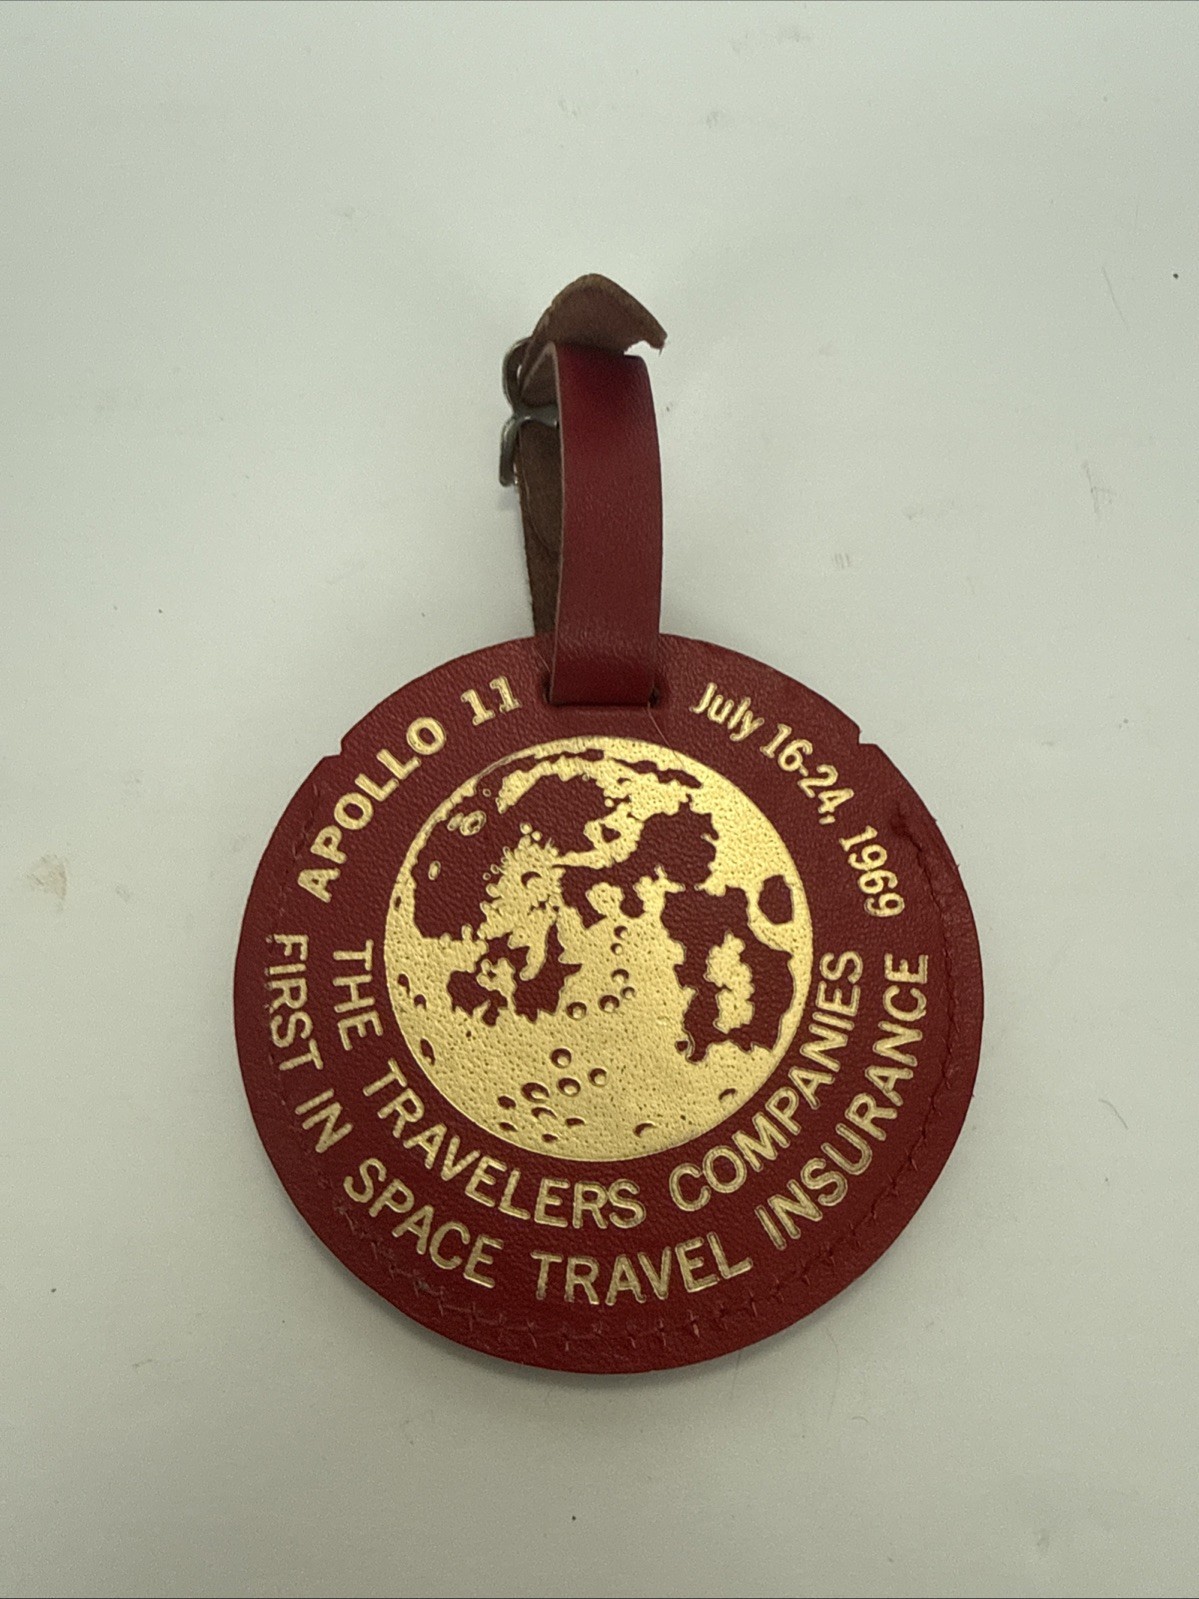 APOLLO 11
July 16-24, 1969
THE TRAVELERS COMPANIES
FIRST IN SPACE TRAVEL INSURANCE